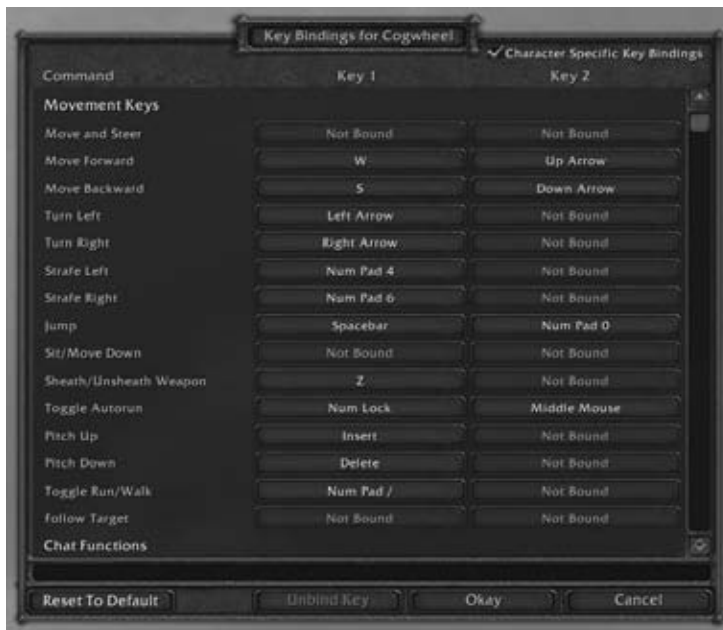 Key Bindings for Cogwheel
Character Specific Key Bindings
Command Key 1 Key 2
Movement Keys
Move and Steer Not Bound Not Bound
Move Forward W Up Arrow
Move Backward S Down Arrow
Turn Left Left Arrow Not Bound
Turn Right Right Arrow Not Bound
Strafe Left Num Pad 4 Not Bound
Strafe Right Num Pad 6 Not Bound
Jump Spacebar Num Pad 0
Sit/Move Down Not Bound Not Bound
Sheath/Unsheath Weapon Z Not Bound
Toggle Autorun Num Lock Middle Mouse
Pitch Up Insert Not Bound
Pitch Down Delete Not Bound
Toggle Run/Walk Num Pad / Not Bound
Follow Target Not Bound Not Bound
Chat Functions
Reset To Default Unbind Key Okay Cancel